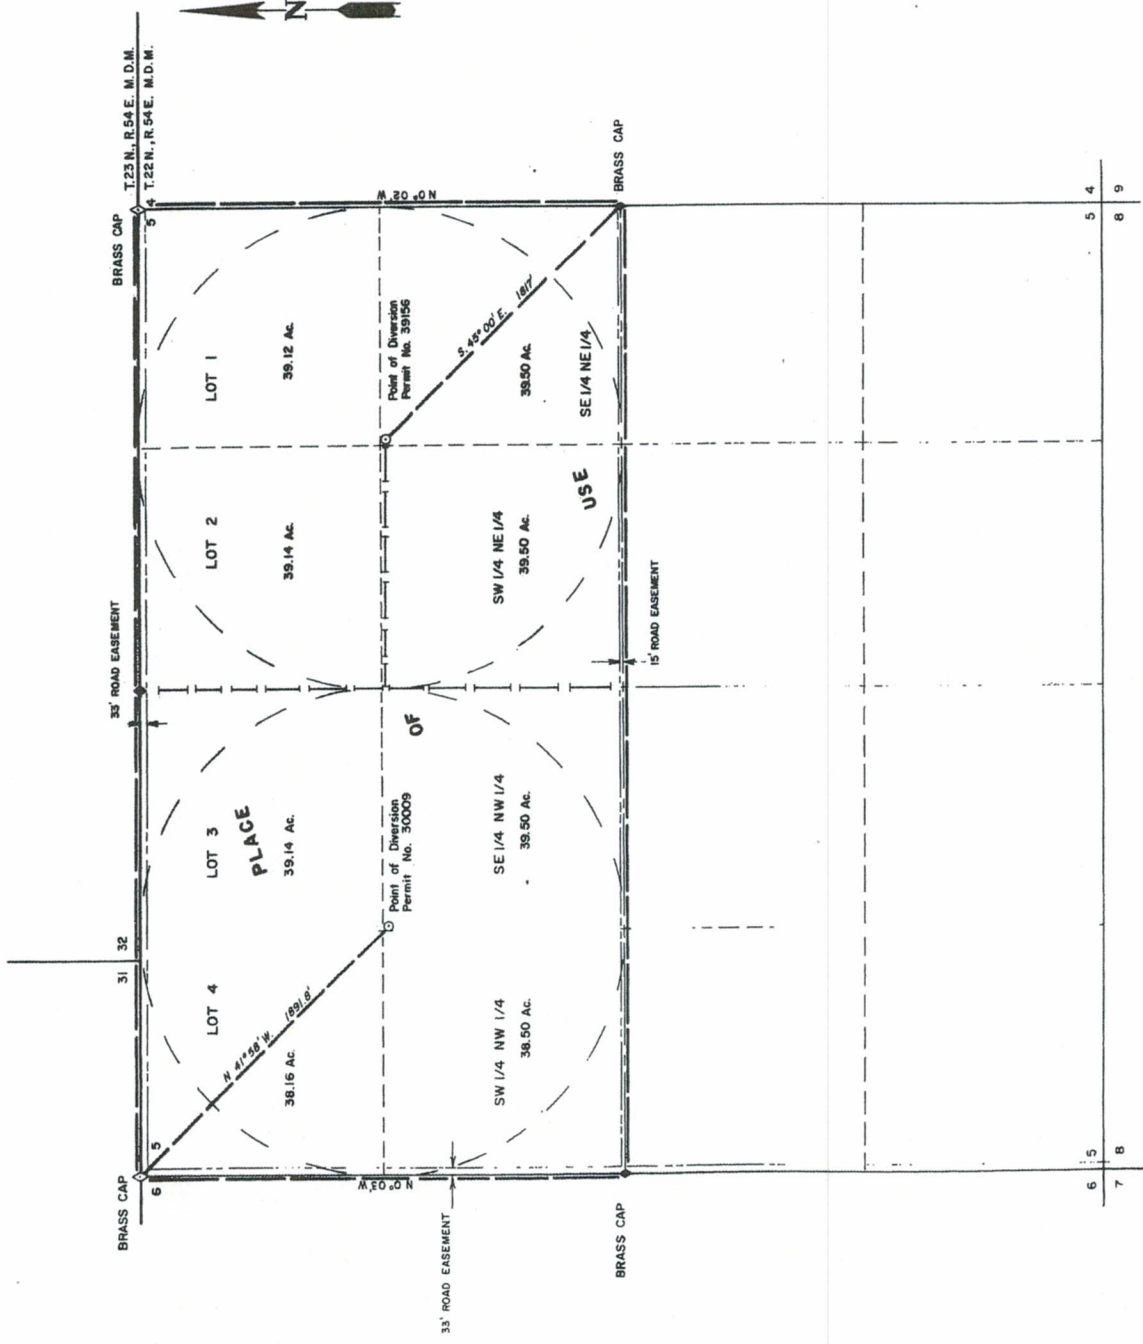 N
T.23 N., R.54 E. M.D.M.
T.22 N., R.54 E. M.D.M.
BRASS CAP
33' ROAD EASEMENT
31 32
BRASS CAP
6 5
5 4
LOT 4
38.16 Ac.
N 41° 58' W. 1891.8'
LOT 3
39.14 Ac.
PLACE
LOT 2
39.14 Ac.
LOT 1
39.12 Ac.
Point of Diversion
Permit No. 30009
Point of Diversion
Permit No. 39156
OF
USE
N 0° 03' W.
N 0° 02' W.
S. 45° 00' E. 1817'
SW 1/4 NW 1/4
38.50 Ac.
SE 1/4 NW 1/4
39.50 Ac.
SW 1/4 NE 1/4
39.50 Ac.
39.50 Ac.
SE 1/4 NE 1/4
33' ROAD EASEMENT
BRASS CAP
15' ROAD EASEMENT
BRASS CAP
6 5
7 8
5 4
8 9